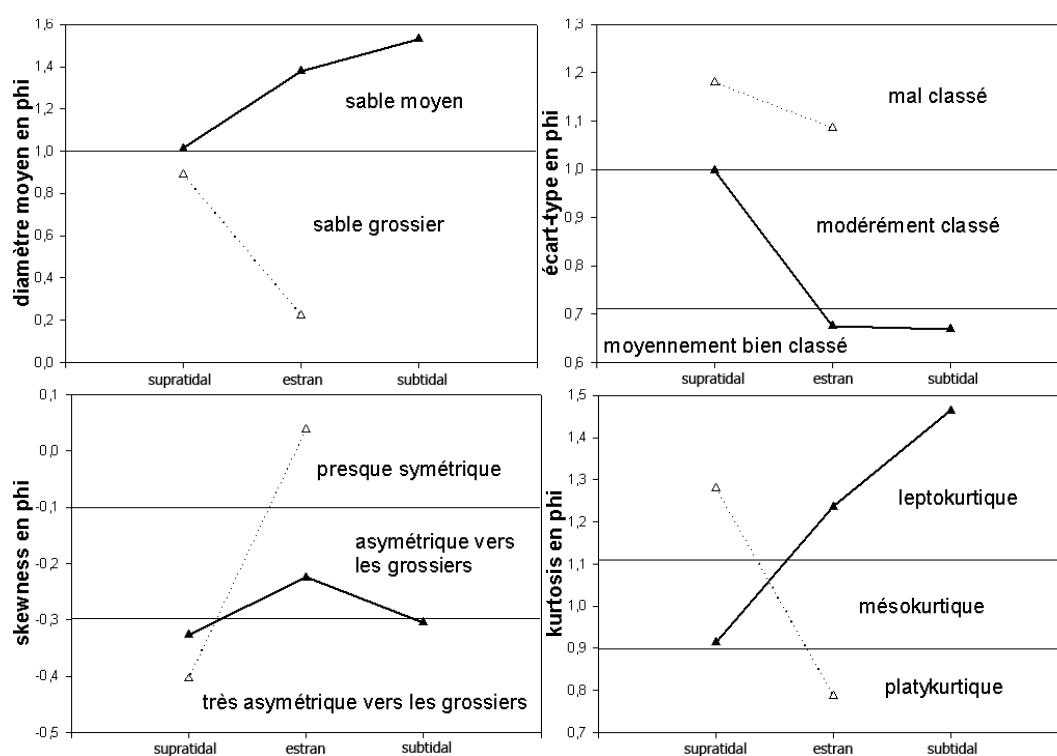 diamètre moyen en phi
1,6
1,4
1,2
1,0
0,8
0,6
0,4
0,2
0,0
sable moyen
sable grossier
supratidal estran subtidal
écart-type en phi
1,3
1,2
1,1
1,0
0,9
0,8
0,7
0,6
mal classé
modérément classé
moyennement bien classé
supratidal estran subtidal
skewness en phi
0,1
0,0
-0,1
-0,2
-0,3
-0,4
-0,5
presque symétrique
asymétrique vers
les grossiers
très asymétrique vers les grossiers
supratidal estran subtidal
kurtosis en phi
1,5
1,4
1,3
1,2
1,1
1,0
0,9
0,8
0,7
leptokurtique
mésokurtique
platykurtique
supratidal estran subtidal